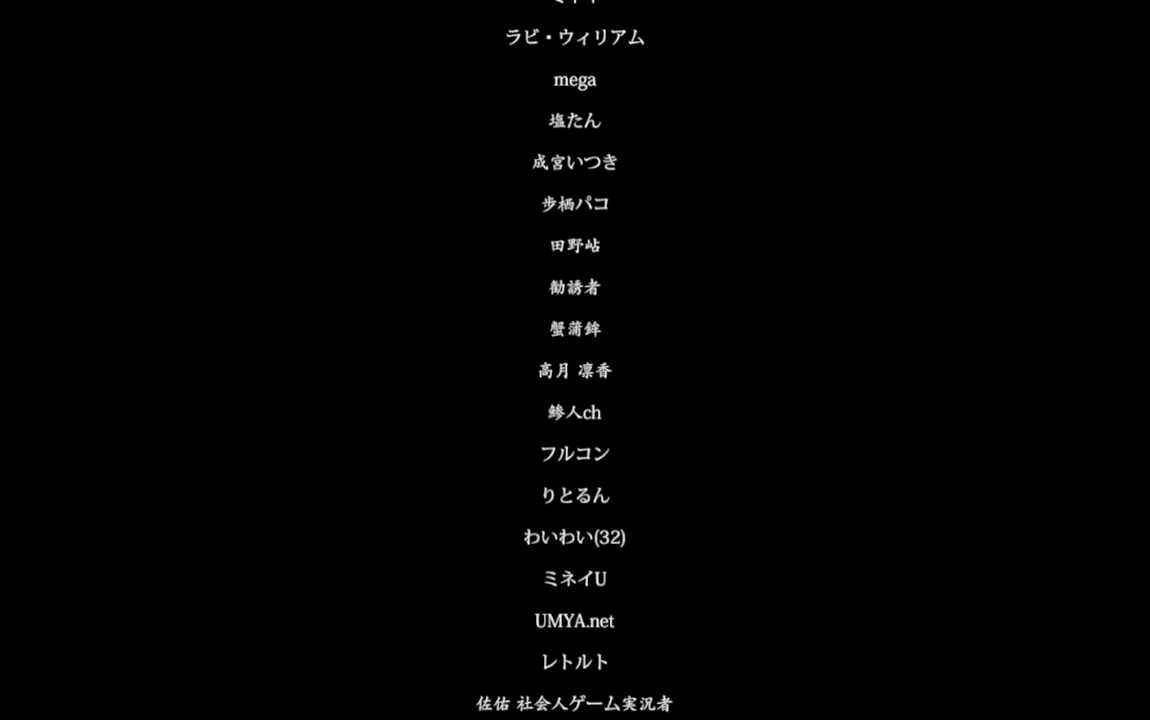 ラビ・ウィリアム
mega
塩たん
成宮いつき
歩栖パコ
田野岾
勧誘者
蟹蒲鉾
高月 凛香
鯵人ch
フルコン
りとるん
わいわい(32)
ミネイU
UMYA.net
レトルト
佐佑 社会人ゲーム実況者